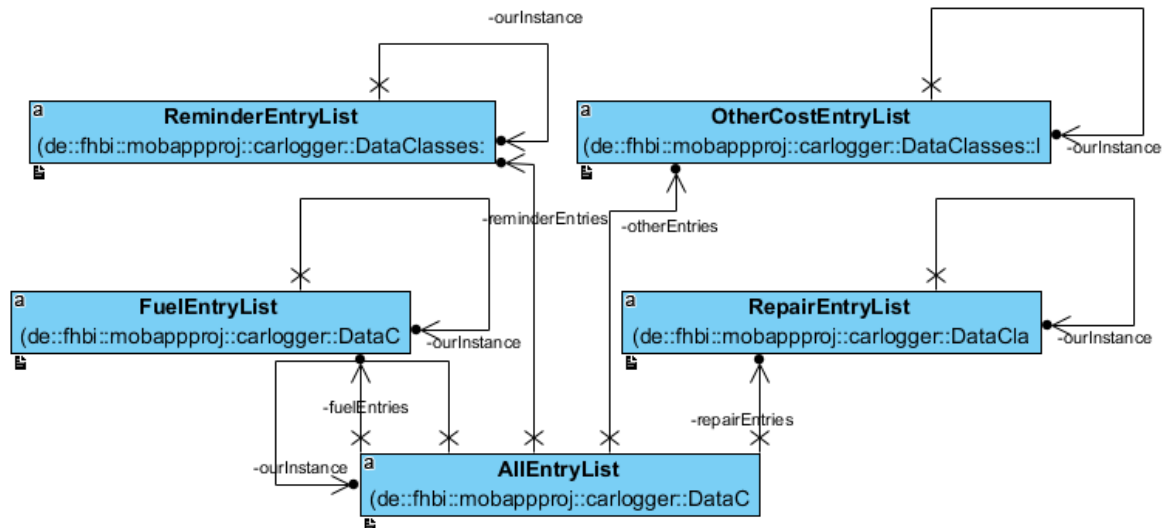 -ourInstance
a
ReminderEntryList
(de::fhbi::mobappproj::carlogger::DataClasses:
a
OtherCostEntryList
(de::fhbi::mobappproj::carlogger::DataClasses::I
-ourInstance
-reminderEntries
-otherEntries
a
FuelEntryList
(de::fhbi::mobappproj::carlogger::DataC
-ourInstance
a
RepairEntryList
(de::fhbi::mobappproj::carlogger::DataCla
-ourInstance
-fuelEntries
-repairEntries
-ourInstance
a
AllEntryList
(de::fhbi::mobappproj::carlogger::DataC